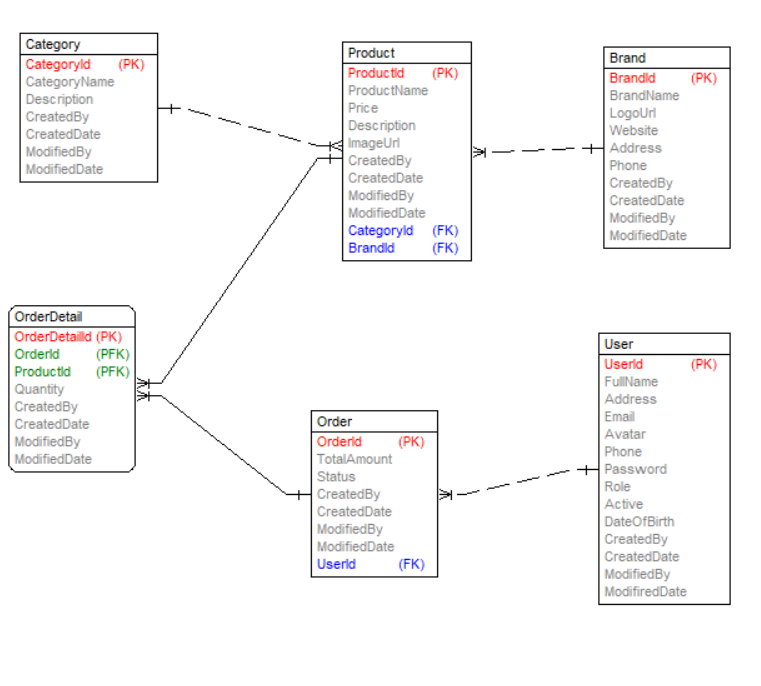 Category
CategoryId (PK)
CategoryName
Description
CreatedBy
CreatedDate
ModifiedBy
ModifiedDate
Product
ProductId (PK)
ProductName
Price
Description
ImageUrl
CreatedBy
CreatedDate
ModifiedBy
ModifiedDate
CategoryId (FK)
BrandId (FK)
Brand
BrandId (PK)
BrandName
LogoUrl
Website
Address
Phone
CreatedBy
CreatedDate
ModifiedBy
ModifiedDate
OrderDetail
OrderDetailId (PK)
OrderId (PFK)
ProductId (PFK)
Quantity
CreatedBy
CreatedDate
ModifiedBy
ModifiedDate
Order
OrderId (PK)
TotalAmount
Status
CreatedBy
CreatedDate
ModifiedBy
ModifiedDate
UserId (FK)
User
UserId (PK)
FullName
Address
Email
Avatar
Phone
Password
Role
Active
DateOfBirth
CreatedBy
CreatedDate
ModifiedBy
ModifiredDate